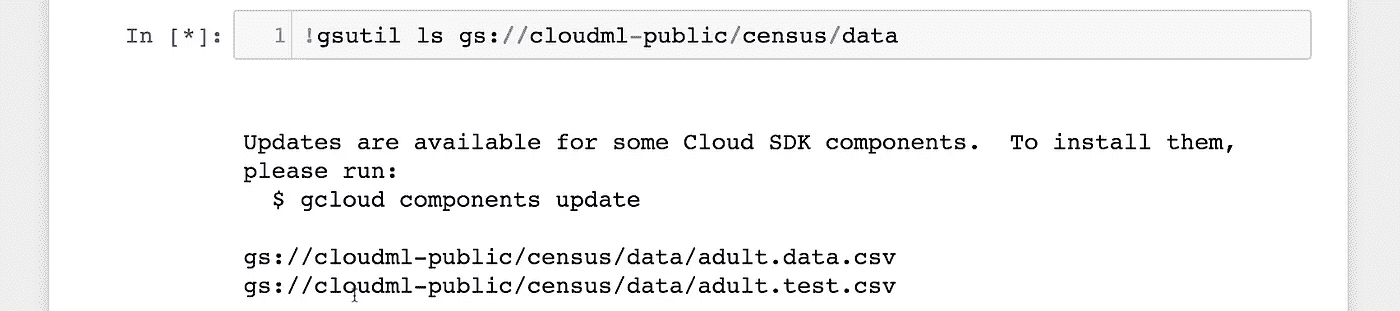 In [*]: 1 !gsutil ls gs://cloudml-public/census/data
Updates are available for some Cloud SDK components.  To install them,
please run:
  $ gcloud components update
gs://cloudml-public/census/data/adult.data.csv
gs://cloudml-public/census/data/adult.test.csv